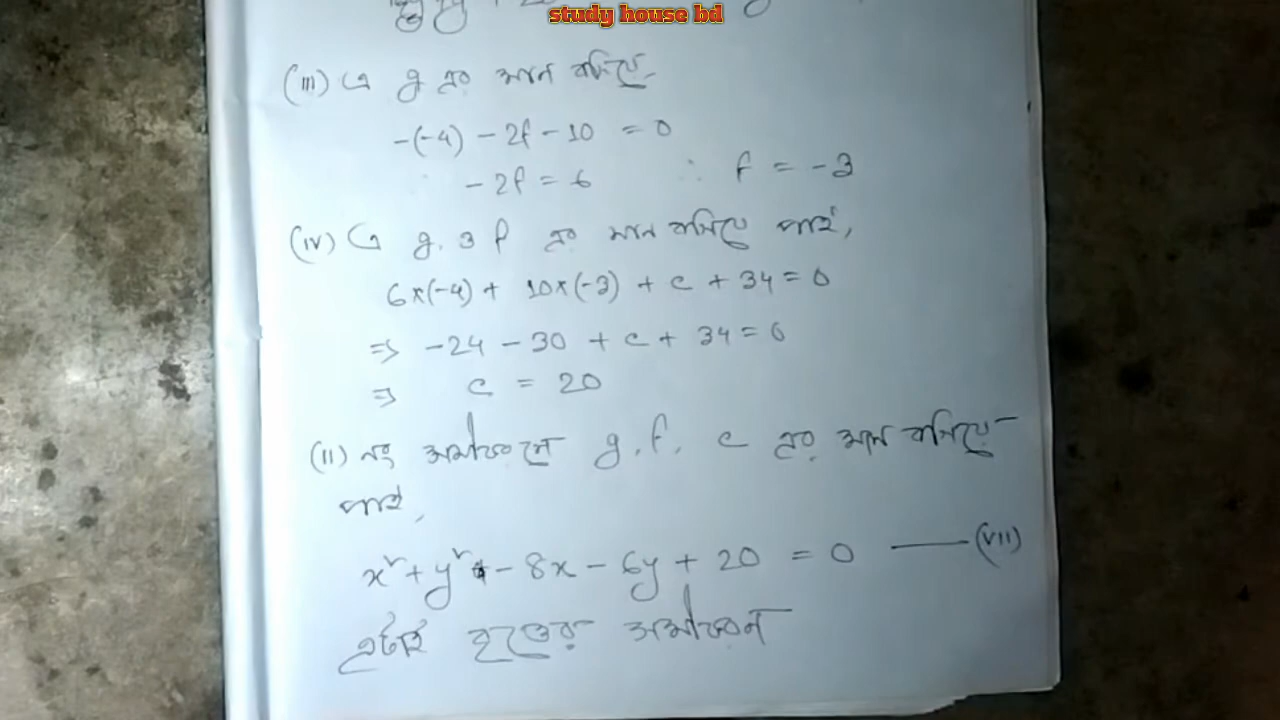 study house bd
(III) এ g এর মান বসিয়ে,
-(-4) - 2f - 10 = 0
- 2f = 6 ∴ f = -3
(IV) এ g. ও f এর মান বসিয়ে পাই,
6×(-4) + 10×(-3) + c + 34 = 0
⇒ -24 - 30 + c + 34 = 0
⇒ c = 20
(II) নং সমীকরনে g, f, c এর মান বসিয়ে
পাই,
x² + y² - 8x - 6y + 20 = 0 —— (VII)
এটাই বৃত্তের সমীকরন